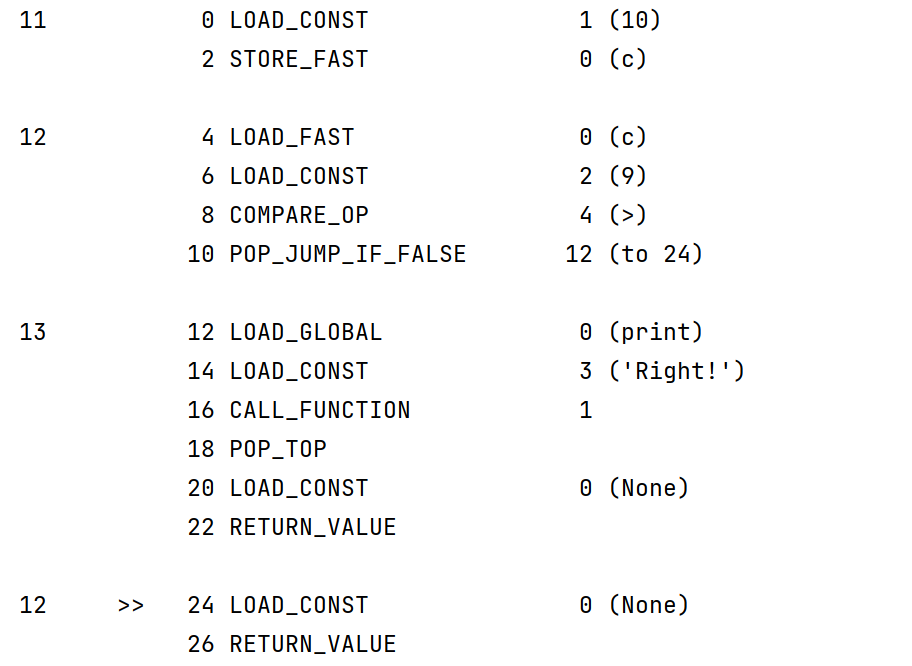 11           0 LOAD_CONST               1 (10)
             2 STORE_FAST               0 (c)

12           4 LOAD_FAST                0 (c)
             6 LOAD_CONST               2 (9)
             8 COMPARE_OP               4 (>)
            10 POP_JUMP_IF_FALSE       12 (to 24)

13          12 LOAD_GLOBAL              0 (print)
            14 LOAD_CONST               3 ('Right!')
            16 CALL_FUNCTION            1
            18 POP_TOP
            20 LOAD_CONST               0 (None)
            22 RETURN_VALUE

12     >>   24 LOAD_CONST               0 (None)
            26 RETURN_VALUE